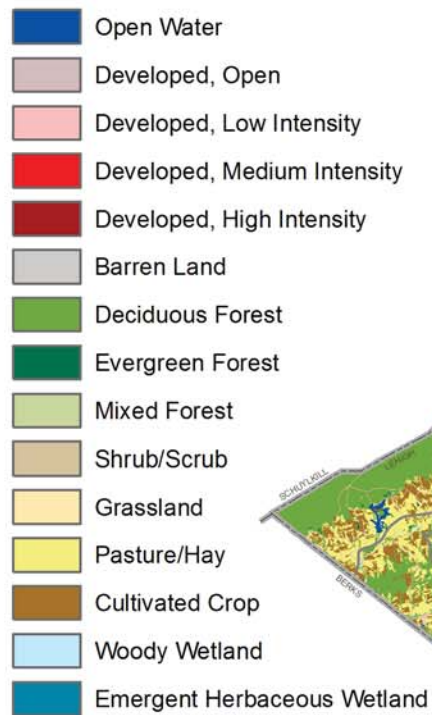 Open Water
Developed, Open
Developed, Low Intensity
Developed, Medium Intensity
Developed, High Intensity
Barren Land
Deciduous Forest
Evergreen Forest
Mixed Forest
Shrub/Scrub
Grassland
Pasture/Hay
Cultivated Crop
Woody Wetland
Emergent Herbaceous Wetland
SCHUYLKILL
LEHIGH
BERKS